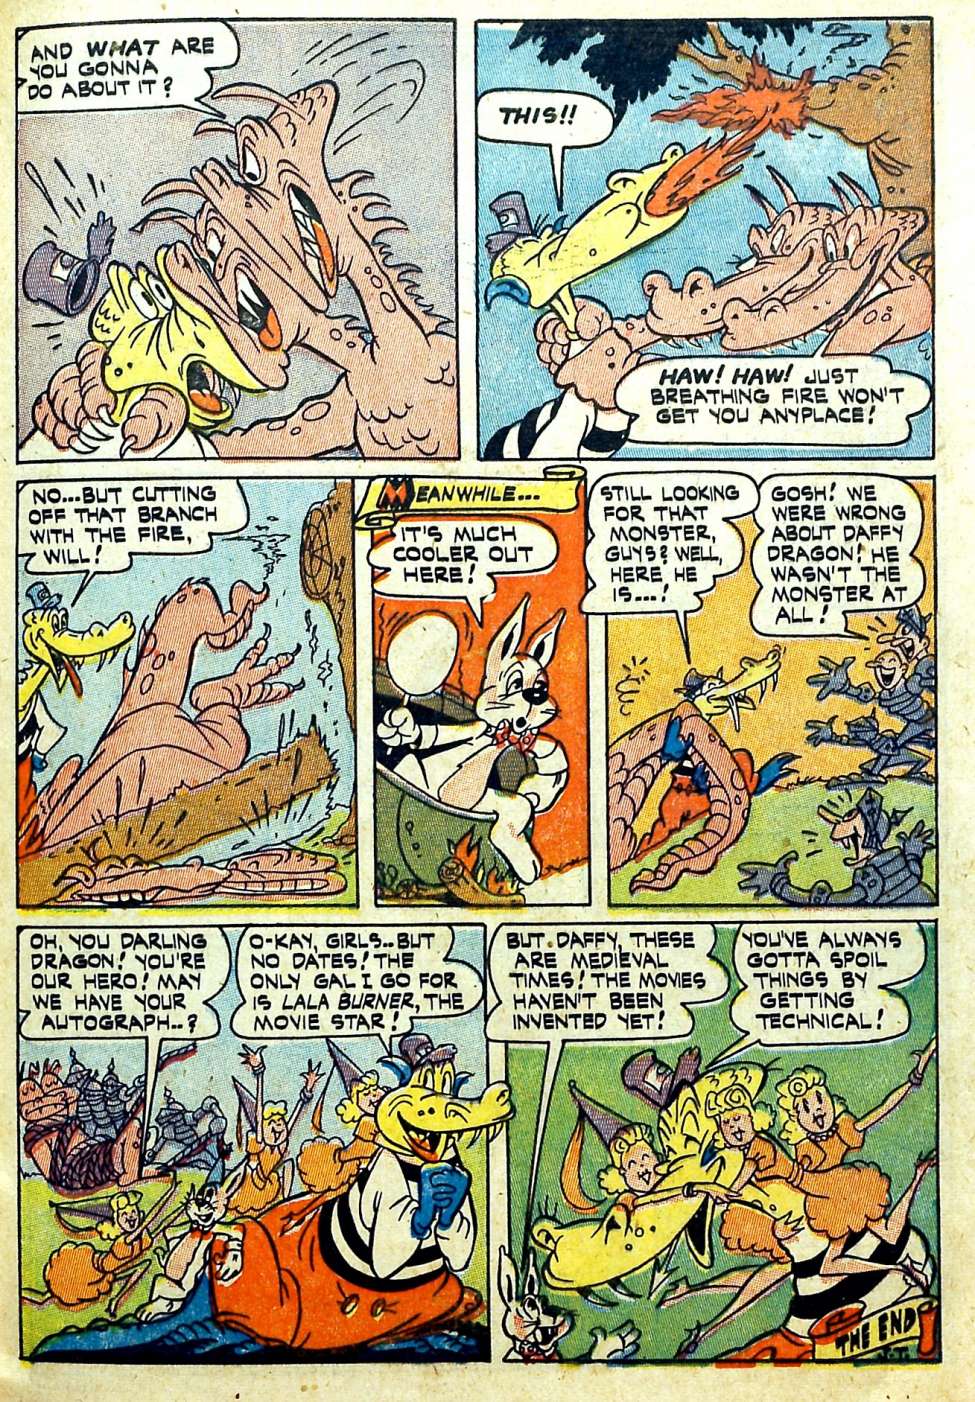 AND WHAT ARE
YOU GONNA
DO ABOUT IT?
THIS!!
HAW! HAW! JUST
BREATHING FIRE WON'T
GET YOU ANYPLACE!
NO...BUT CUTTING
OFF THAT BRANCH
WITH THE FIRE,
WILL!
MEANWHILE...
IT'S MUCH
COOLER OUT
HERE!
STILL LOOKING
FOR THAT
MONSTER,
GUYS? WELL,
HERE, HE
IS...!
GOSH! WE
WERE WRONG
ABOUT DAFFY
DRAGON! HE
WASN'T THE
MONSTER AT
ALL!
OH, YOU DARLING
DRAGON! YOU'RE
OUR HERO! MAY
WE HAVE YOUR
AUTOGRAPH..?
O-KAY, GIRLS..BUT
NO DATES! THE
ONLY GAL I GO FOR
IS LALA BURNER, THE
MOVIE STAR!
BUT DAFFY, THESE
ARE MEDIEVAL
TIMES! THE MOVIES
HAVEN'T BEEN
INVENTED YET!
YOU'VE ALWAYS
GOTTA SPOIL
THINGS BY
GETTING
TECHNICAL!
THE END